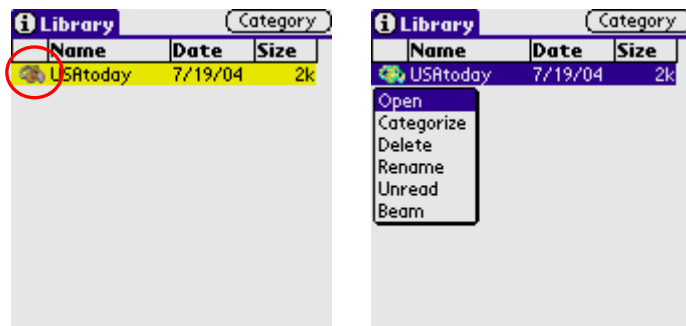 i Library Category
Name Date Size
USAtoday 7/19/04 2k
i Library Category
Name Date Size
USAtoday 7/19/04 2k
Open
Categorize
Delete
Rename
Unread
Beam